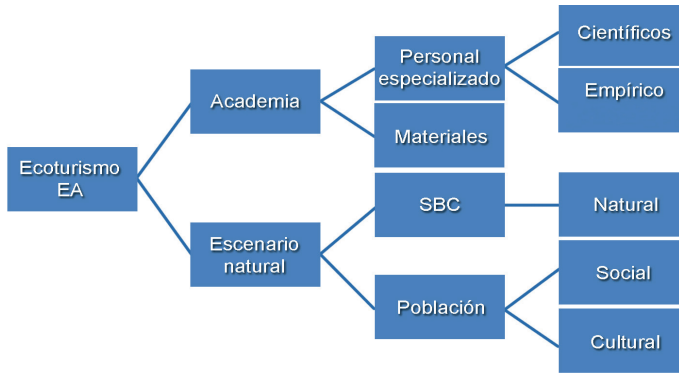 Ecoturismo
EA
Academia
Escenario
natural
Personal
especializado
Materiales
SBC
Población
Científicos
Empírico
Natural
Social
Cultural